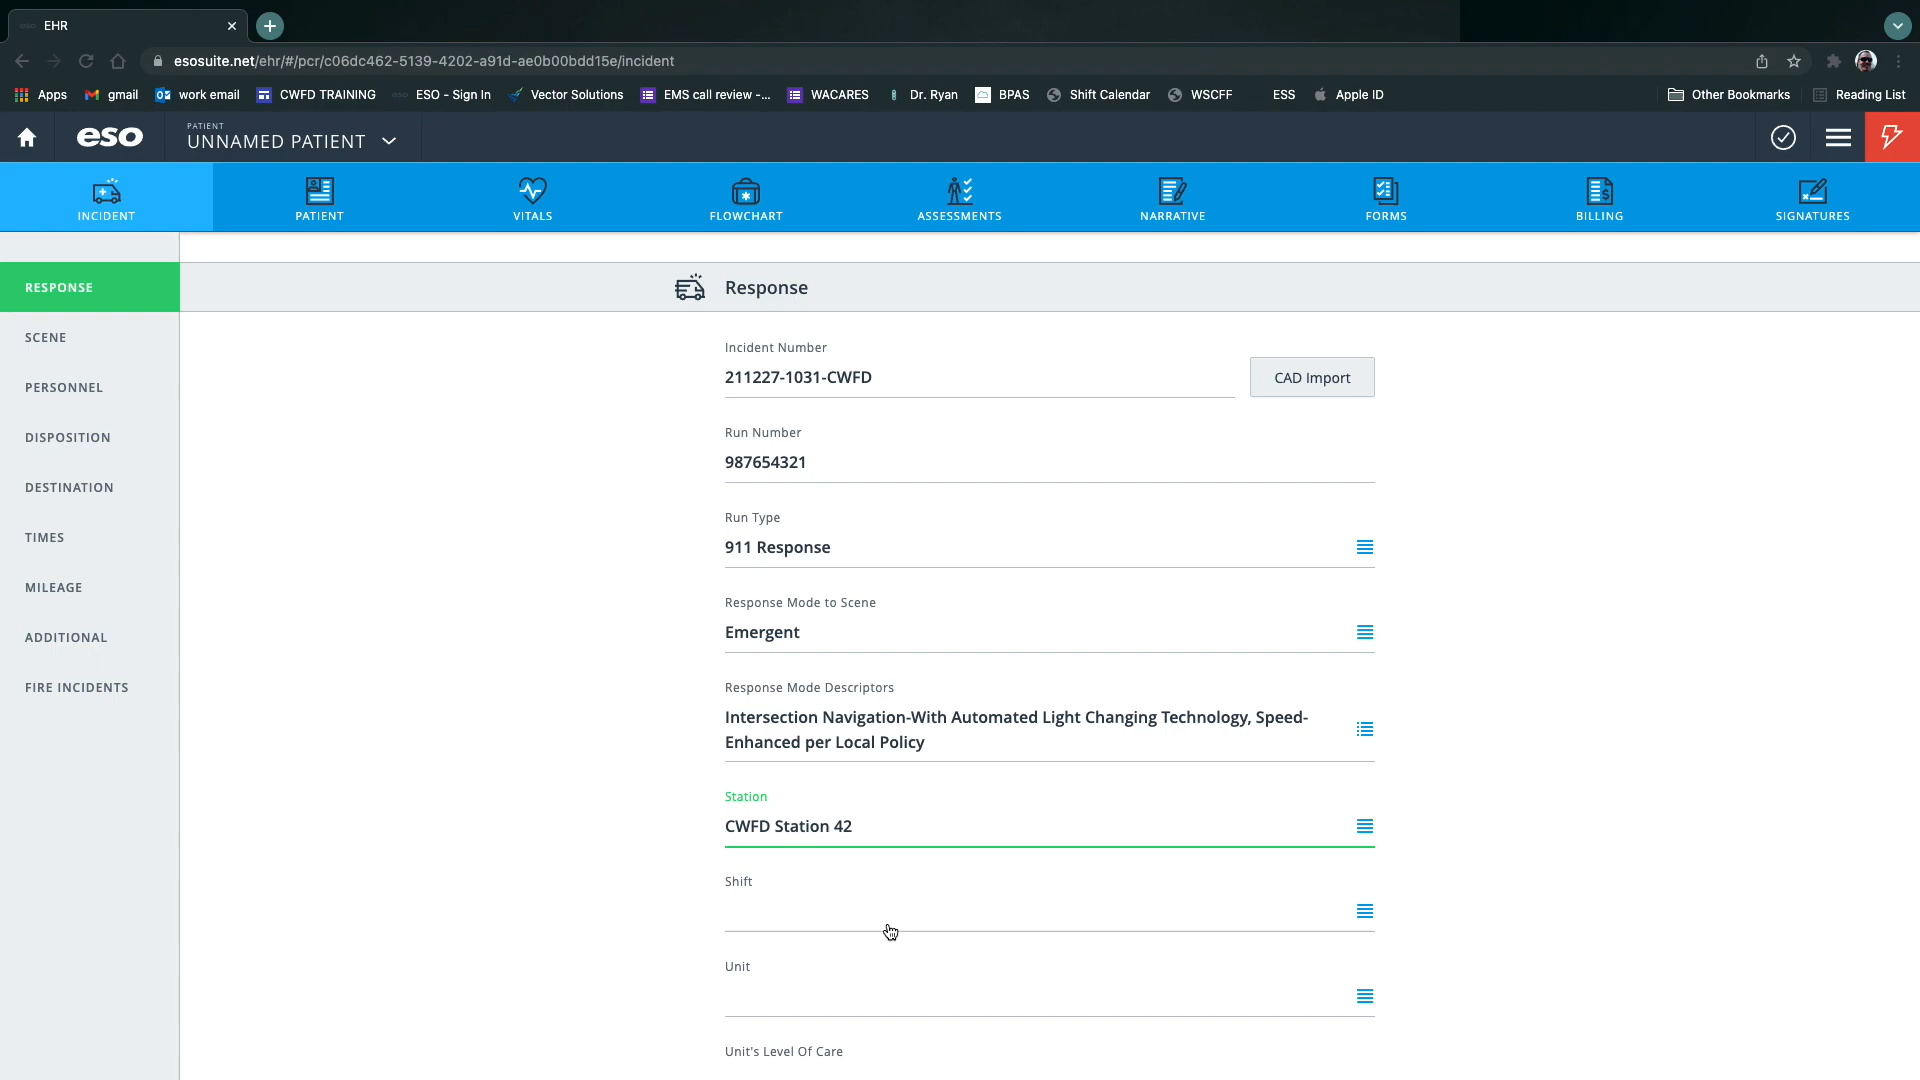 EHR
esosuite.net/ehr/#/pcr/c06dc462-5139-4202-a91d-ae0b00bdd15e/incident
Apps gmail work email CWFD TRAINING ESO - Sign In Vector Solutions EMS call review -... WACARES Dr. Ryan BPAS Shift Calendar WSCFF ESS Apple ID Other Bookmarks Reading List
eso
PATIENT
UNNAMED PATIENT
INCIDENT PATIENT VITALS FLOWCHART ASSESSMENTS NARRATIVE FORMS BILLING SIGNATURES
RESPONSE
SCENE
PERSONNEL
DISPOSITION
DESTINATION
TIMES
MILEAGE
ADDITIONAL
FIRE INCIDENTS
Response
Incident Number
211227-1031-CWFD
CAD Import
Run Number
987654321
Run Type
911 Response
Response Mode to Scene
Emergent
Response Mode Descriptors
Intersection Navigation-With Automated Light Changing Technology, Speed-
Enhanced per Local Policy
Station
CWFD Station 42
Shift
Unit
Unit's Level Of Care